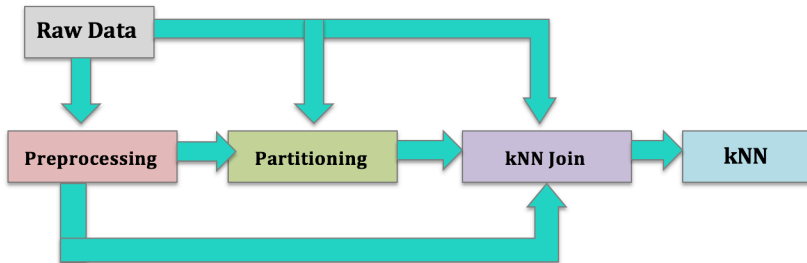 Raw Data
Preprocessing
Partitioning
kNN Join
kNN